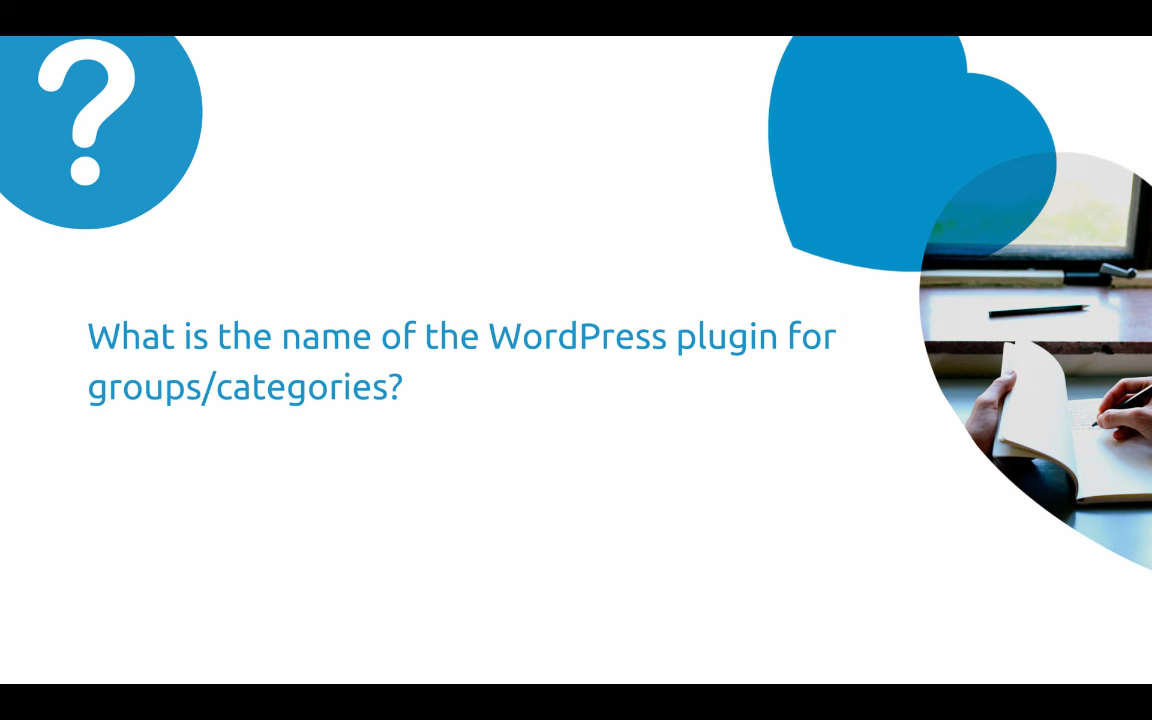 ?
What is the name of the WordPress plugin for
groups/categories?